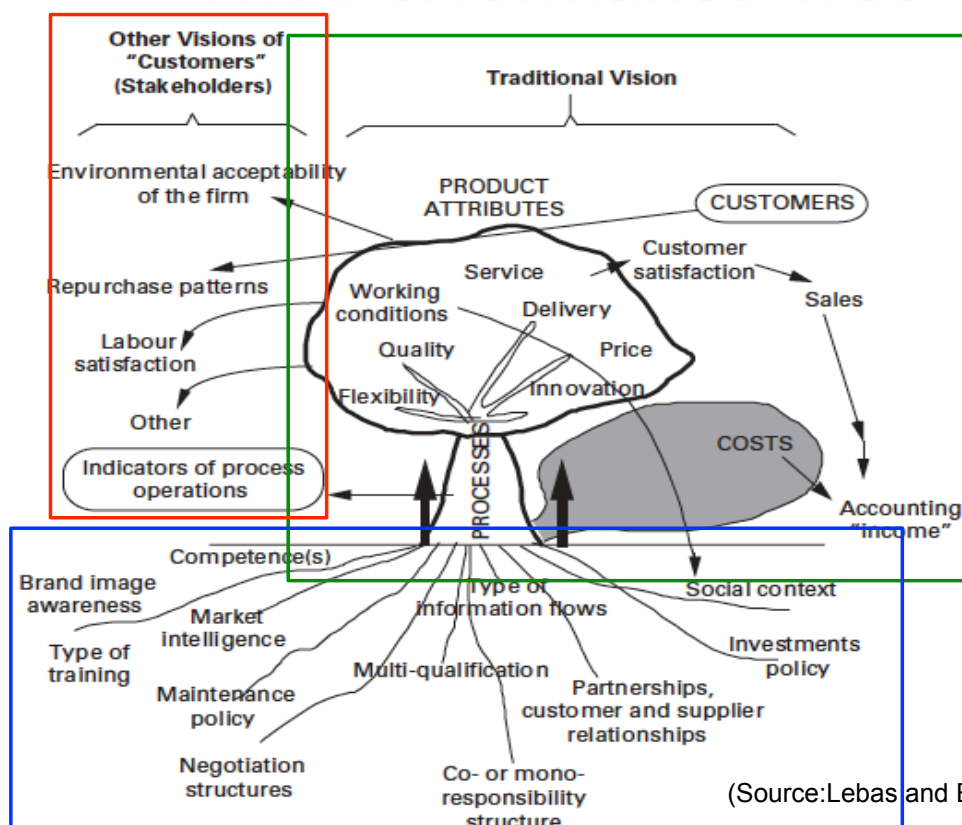 Other Visions of
"Customers"
(Stakeholders)
Traditional Vision
Environmental acceptability
of the firm
PRODUCT
ATTRIBUTES
CUSTOMERS
Repurchase patterns
Service
Customer
satisfaction
Working
conditions
Delivery
Sales
Labour
satisfaction
Quality
Price
Flexibility
Innovation
Other
PROCESSES
COSTS
Indicators of process
operations
Accounting
"income"
Competence(s)
Brand image
awareness
Market
intelligence
Type of
information flows
Social context
Type of
training
Multi-qualification
Investments
policy
Maintenance
policy
Partnerships,
customer and supplier
relationships
Negotiation
structures
Co- or mono-
responsibility
structure
(Source:Lebas and